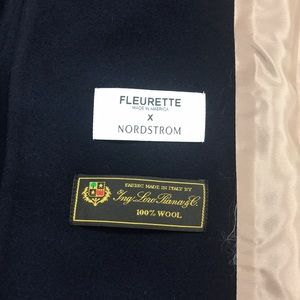 FLEURETTE
MADE IN AMERICA
X
NORDSTROM
FABRIC MADE IN ITALY BY
Ing. Loro Piana & C.
100% WOOL